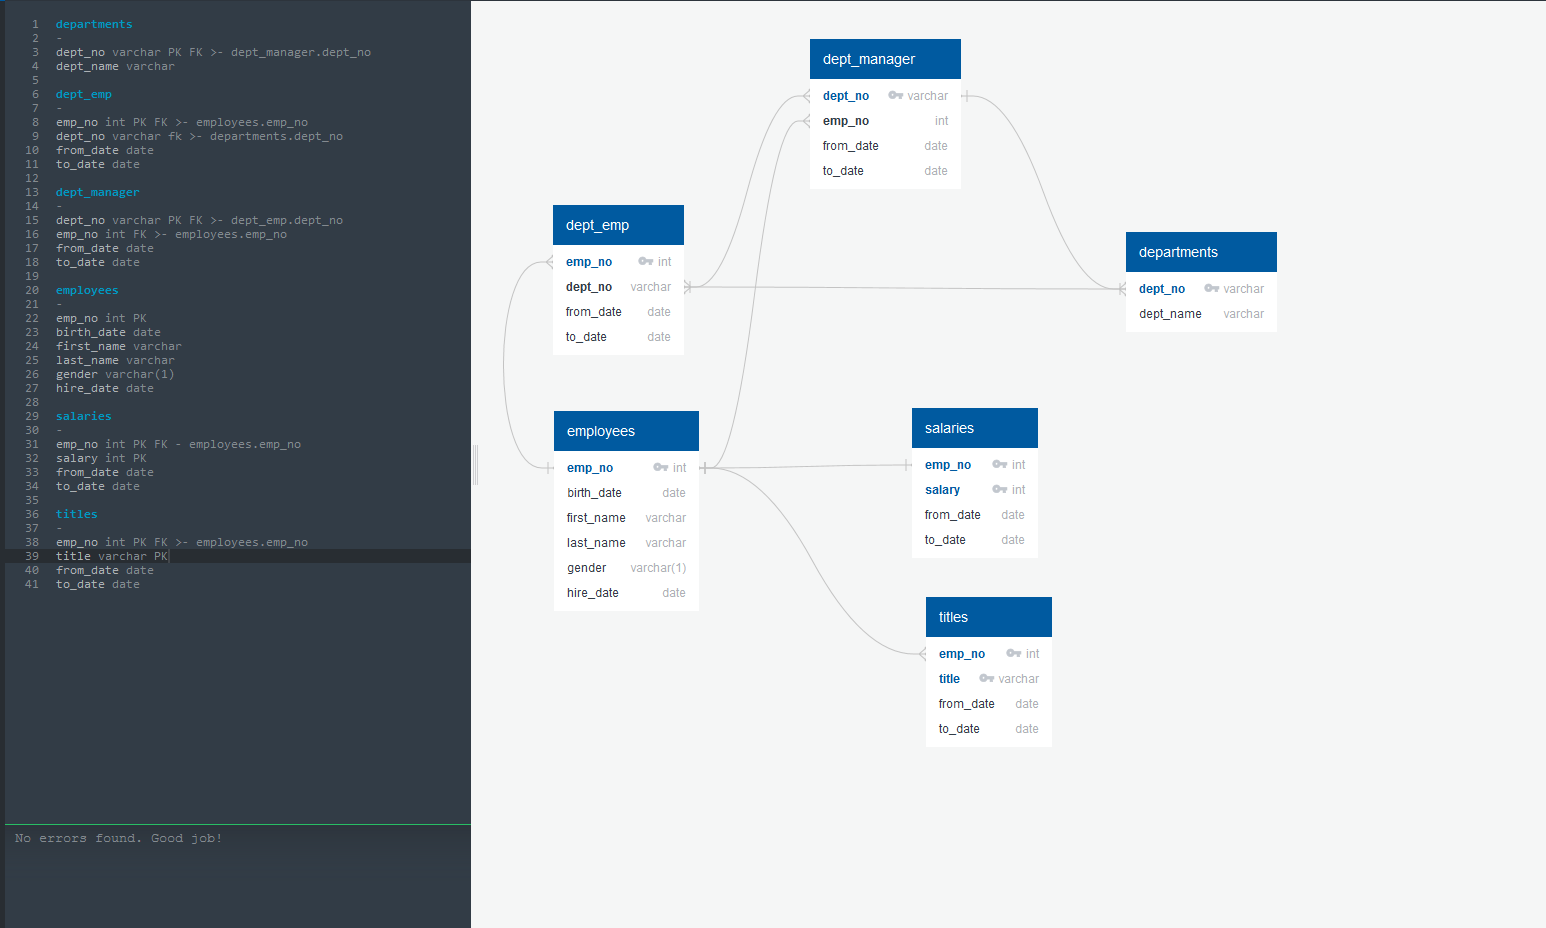 1 departments
2 -
3 dept_no varchar PK FK >- dept_manager.dept_no
4 dept_name varchar
5
6 dept_emp
7 -
8 emp_no int PK FK >- employees.emp_no
9 dept_no varchar fk >- departments.dept_no
10 from_date date
11 to_date date
12
13 dept_manager
14 -
15 dept_no varchar PK FK >- dept_emp.dept_no
16 emp_no int FK >- employees.emp_no
17 from_date date
18 to_date date
19
20 employees
21 -
22 emp_no int PK
23 birth_date date
24 first_name varchar
25 last_name varchar
26 gender varchar(1)
27 hire_date date
28
29 salaries
30 -
31 emp_no int PK FK - employees.emp_no
32 salary int PK
33 from_date date
34 to_date date
35
36 titles
37 -
38 emp_no int PK FK >- employees.emp_no
39 title varchar PK
40 from_date date
41 to_date date
No errors found. Good job!
dept_manager
dept_no varchar
emp_no int
from_date date
to_date date
dept_emp
emp_no int
dept_no varchar
from_date date
to_date date
departments
dept_no varchar
dept_name varchar
employees
emp_no int
birth_date date
first_name varchar
last_name varchar
gender varchar(1)
hire_date date
salaries
emp_no int
salary int
from_date date
to_date date
titles
emp_no int
title varchar
from_date date
to_date date